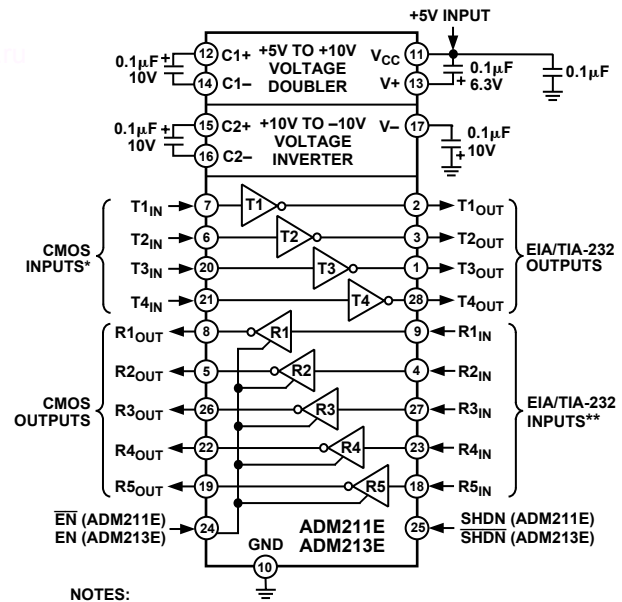 +5V INPUT
0.1μF 10V + 12 C1+ +5V TO +10V VOLTAGE DOUBLER VCC 11 + 0.1μF 6.3V 0.1μF
14 C1– V+ 13
0.1μF 10V + 15 C2+ +10V TO –10V VOLTAGE INVERTER V– 17 0.1μF + 10V
16 C2–
T1IN 7 T1 2 T1OUT
T2IN 6 T2 3 T2OUT
CMOS INPUTS* EIA/TIA-232 OUTPUTS
T3IN 20 T3 1 T3OUT
T4IN 21 T4 28 T4OUT
R1OUT 8 R1 9 R1IN
R2OUT 5 R2 4 R2IN
CMOS OUTPUTS EIA/TIA-232 INPUTS**
R3OUT 26 R3 27 R3IN
R4OUT 22 R4 23 R4IN
R5OUT 19 R5 18 R5IN
E̅N̅ (ADM211E) 24 ADM211E 25 SHDN (ADM211E)
EN (ADM213E) ADM213E S̅H̅D̅N̅ (ADM213E)
GND
10
NOTES: